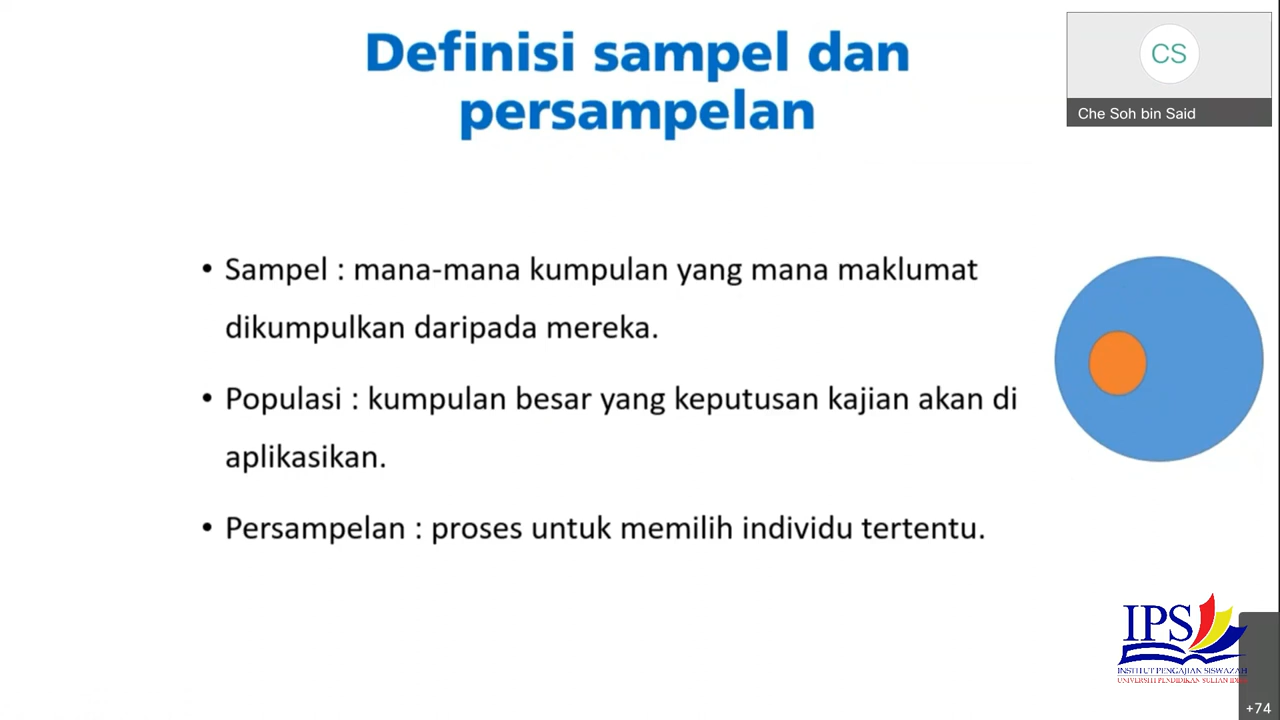 Definisi sampel dan
persampelan
CS
Che Soh bin Said
• Sampel : mana-mana kumpulan yang mana maklumat
dikumpulkan daripada mereka.
• Populasi : kumpulan besar yang keputusan kajian akan di
aplikasikan.
• Persampelan : proses untuk memilih individu tertentu.
IPS
INSTITUT PENGAJIAN SISWAZAH
UNIVERSITI PENDIDIKAN SULTAN IDRIS
+74